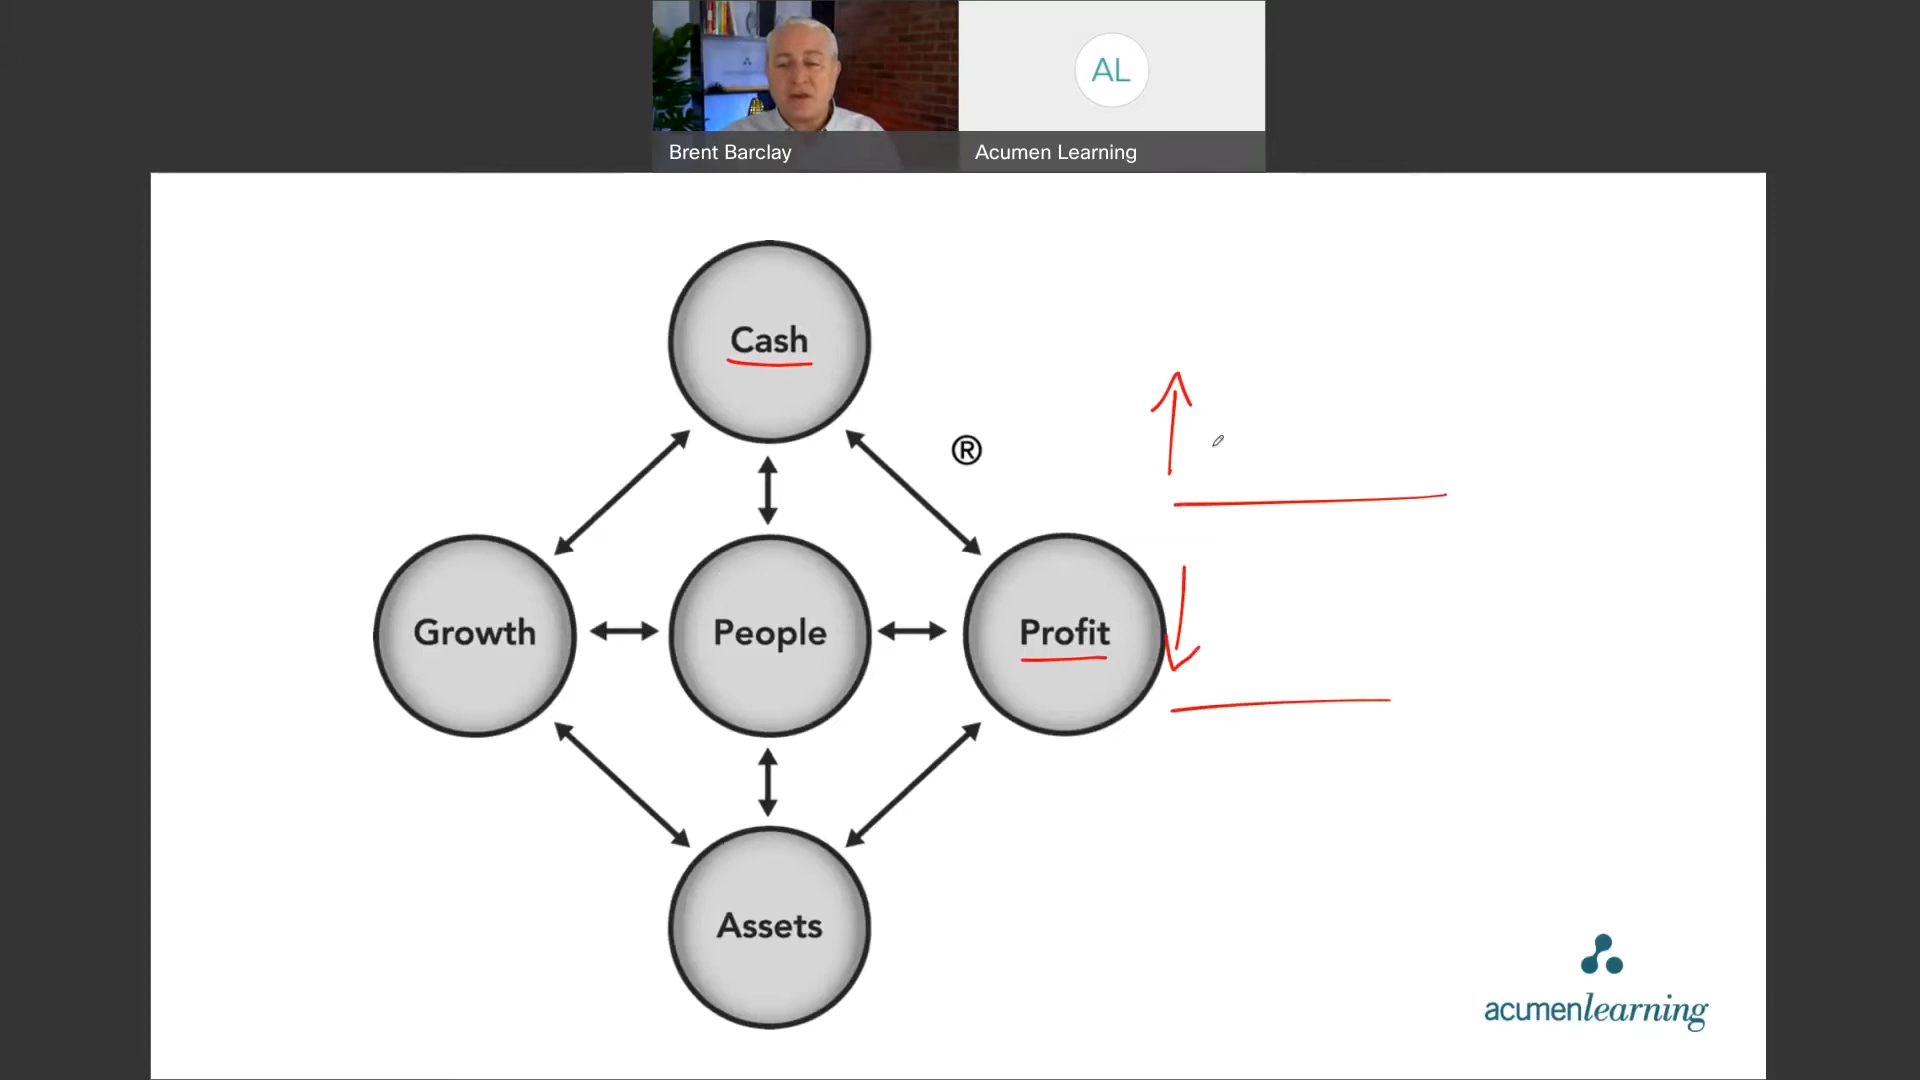 AL
Brent Barclay
Acumen Learning
Cash
®
Growth
People
Profit
Assets
acumenlearning